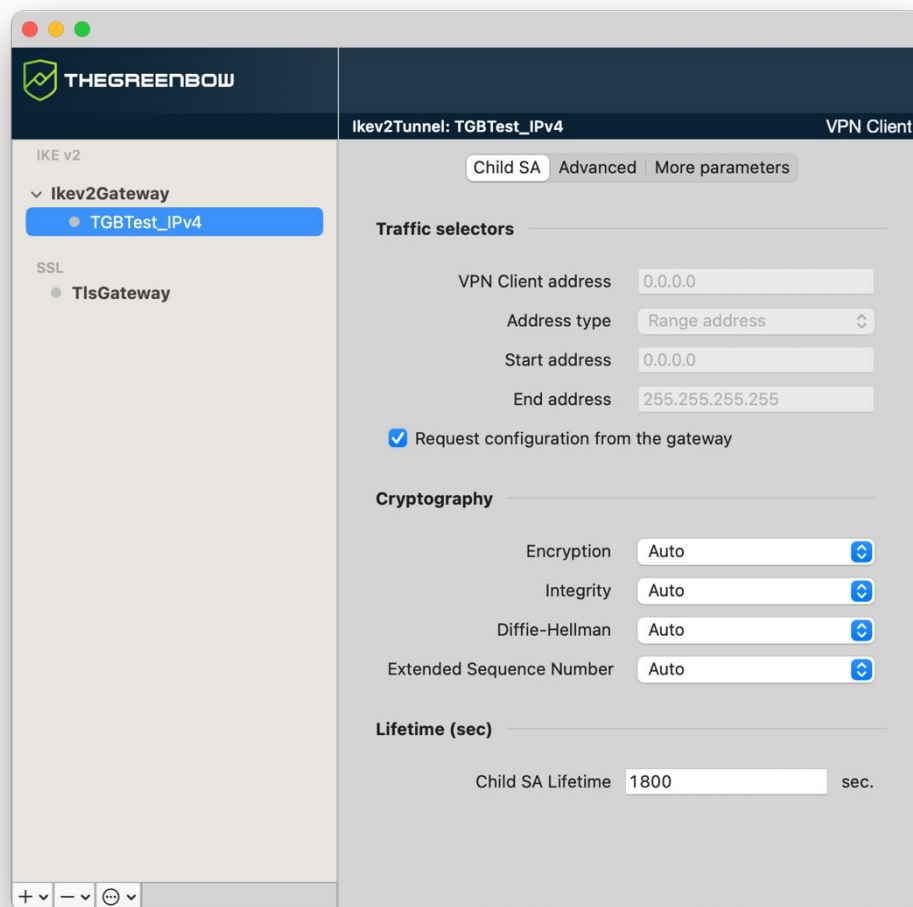 THEGREENBOW
Ikev2Tunnel: TGBTest_IPv4 VPN Client
IKE v2
Ikev2Gateway
TGBTest_IPv4
SSL
TlsGateway
Child SA Advanced More parameters
Traffic selectors
VPN Client address 0.0.0.0
Address type Range address
Start address 0.0.0.0
End address 255.255.255.255
Request configuration from the gateway
Cryptography
Encryption Auto
Integrity Auto
Diffie-Hellman Auto
Extended Sequence Number Auto
Lifetime (sec)
Child SA Lifetime 1800 sec.